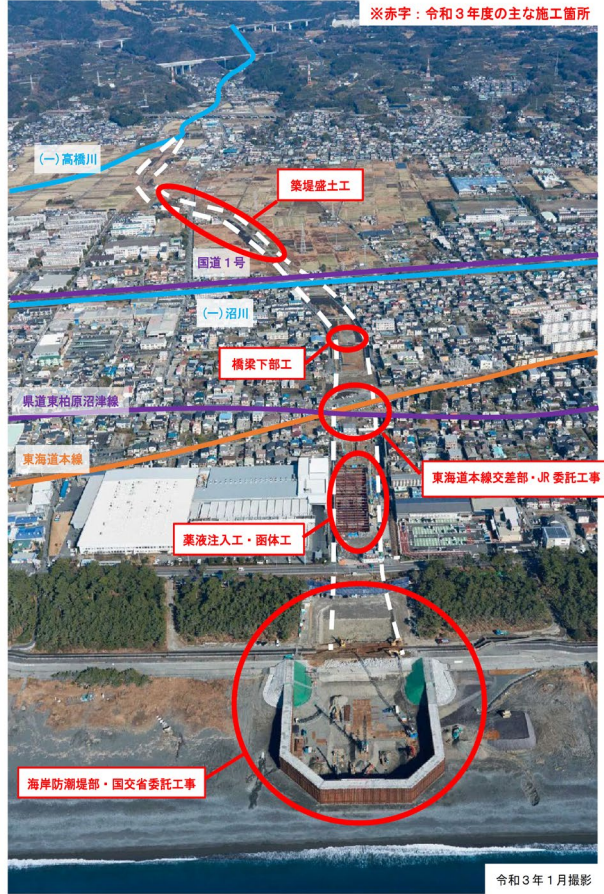 ※赤字：令和３年度の主な施工箇所
(一)高橋川
築堤盛土工
国道１号
(一)沼川
橋梁下部工
県道東柏原沼津線
東海道本線
東海道本線交差部・JR委託工事
薬液注入工・函体工
海岸防潮堤部・国交省委託工事
令和３年１月撮影